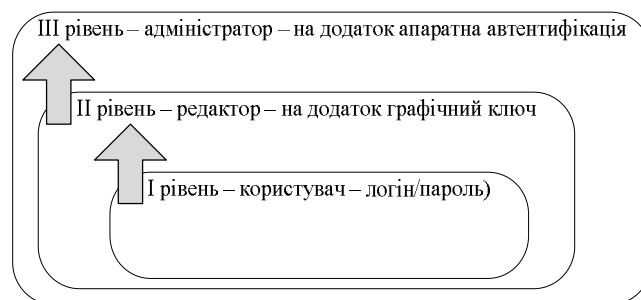 III рівень – адміністратор – на додаток апаратна автентифікація
II рівень – редактор – на додаток графічний ключ
I рівень – користувач – логін/пароль)